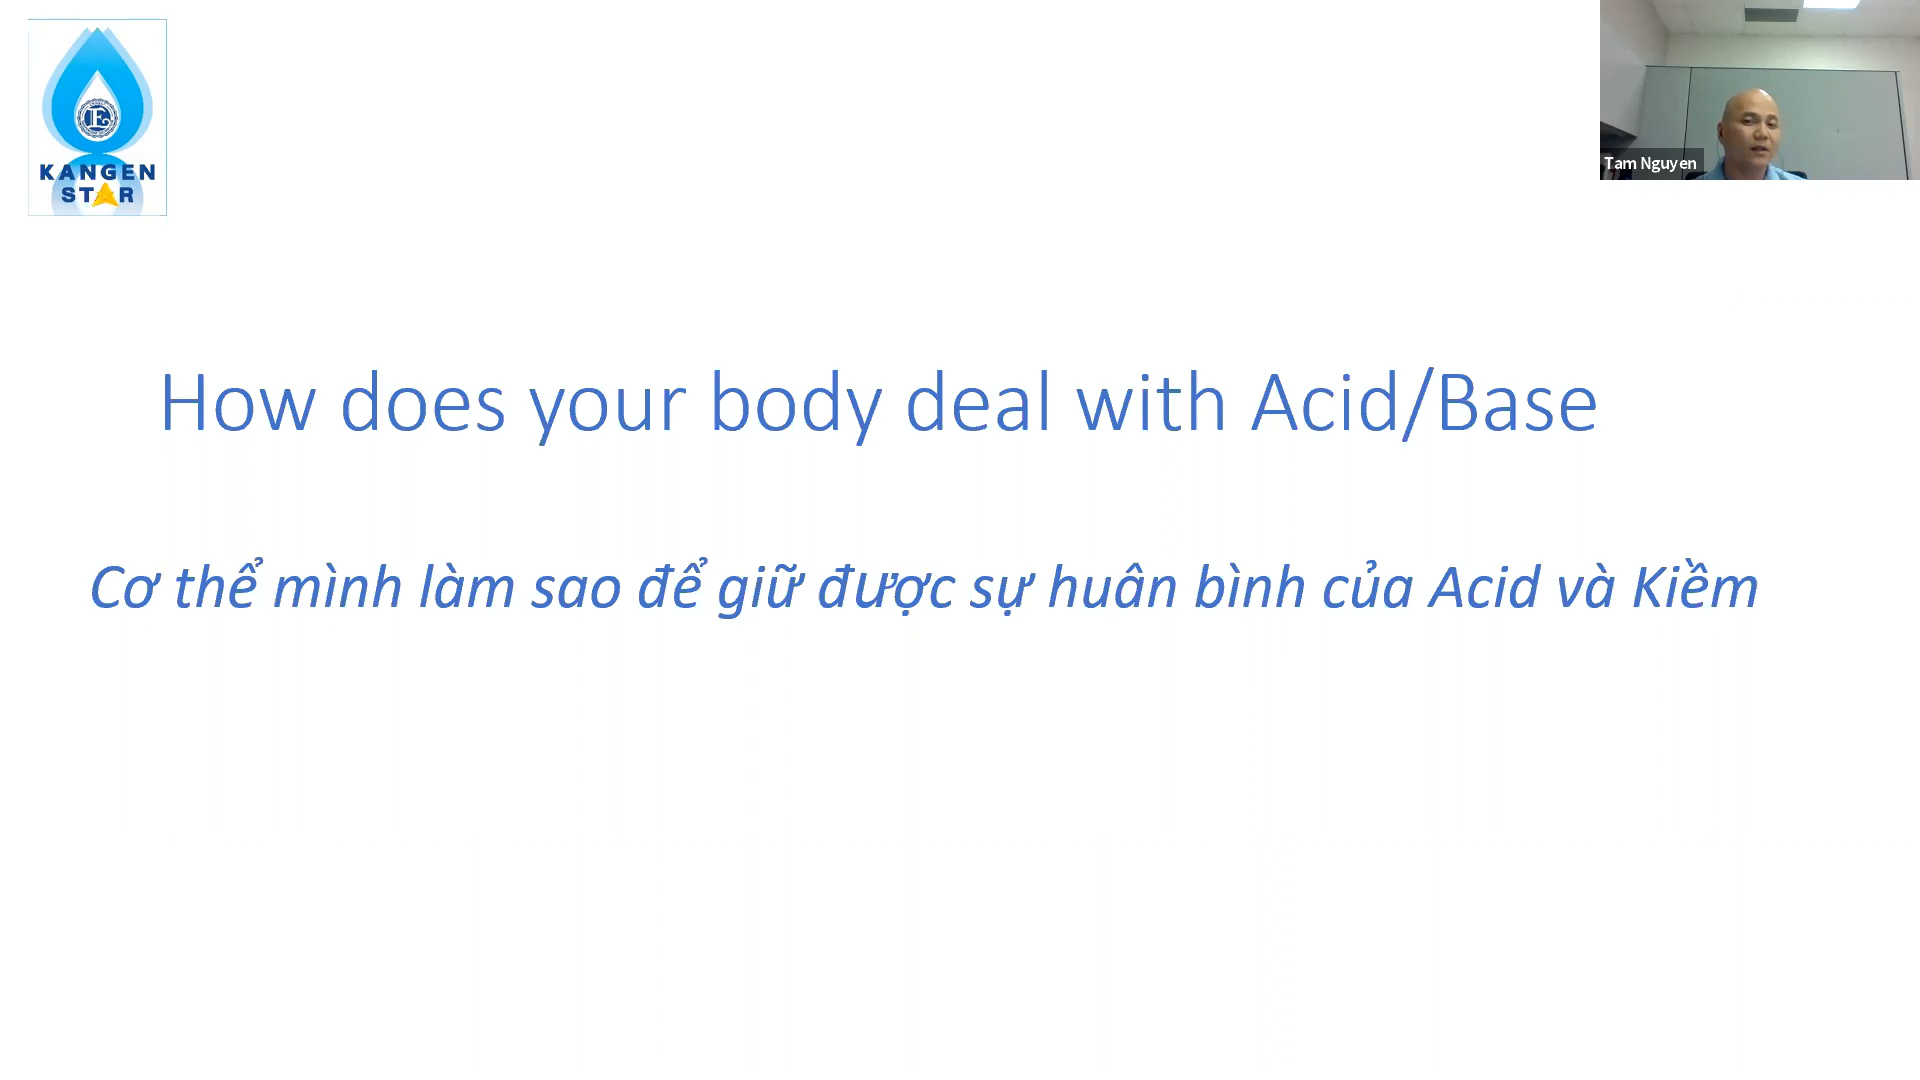 KANGEN
STAR
E
Tam Nguyen
How does your body deal with Acid/Base
Cơ thể mình làm sao để giữ được sự huân bình của Acid và Kiềm